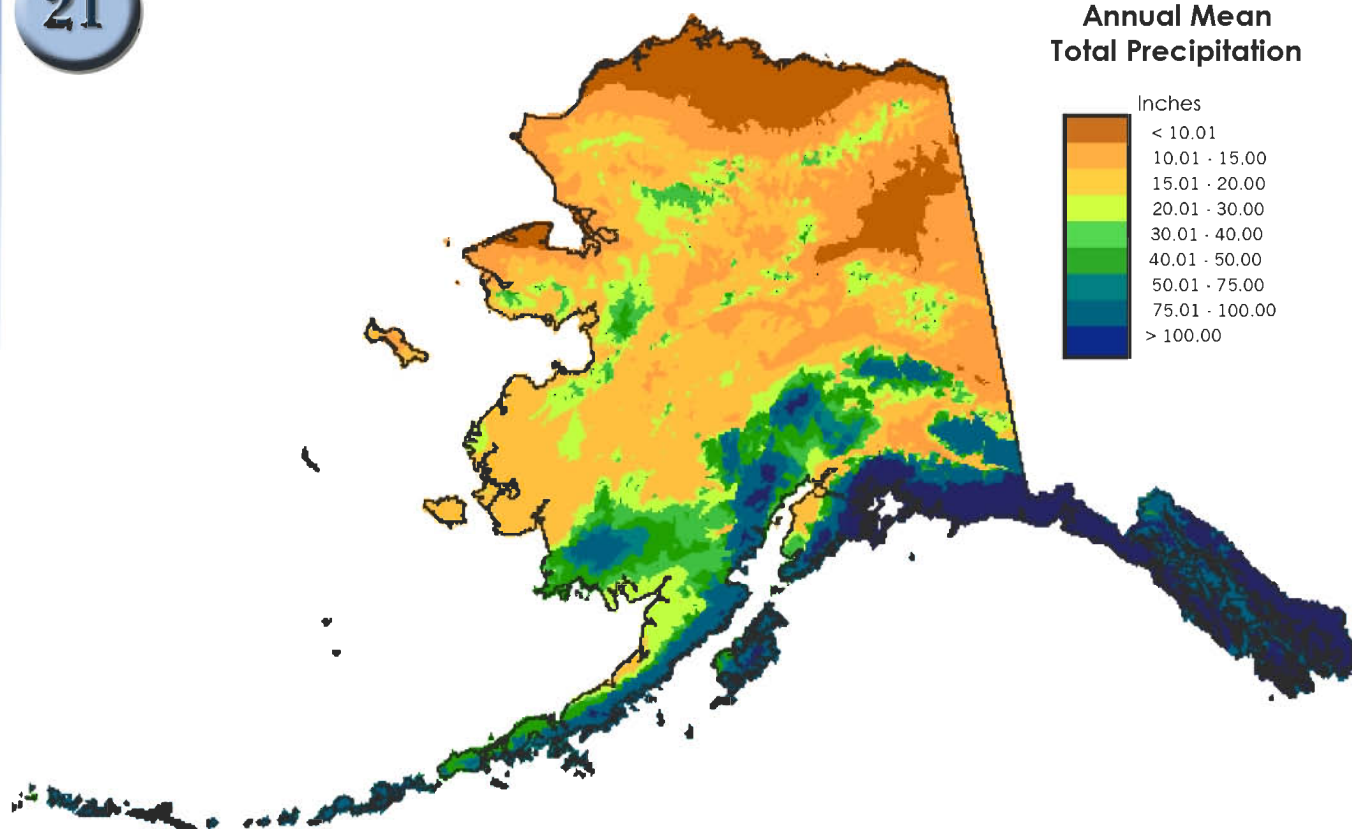 21
Annual Mean
Total Precipitation
Inches
< 10.01
10.01 - 15.00
15.01 - 20.00
20.01 - 30.00
30.01 - 40.00
40.01 - 50.00
50.01 - 75.00
75.01 - 100.00
> 100.00